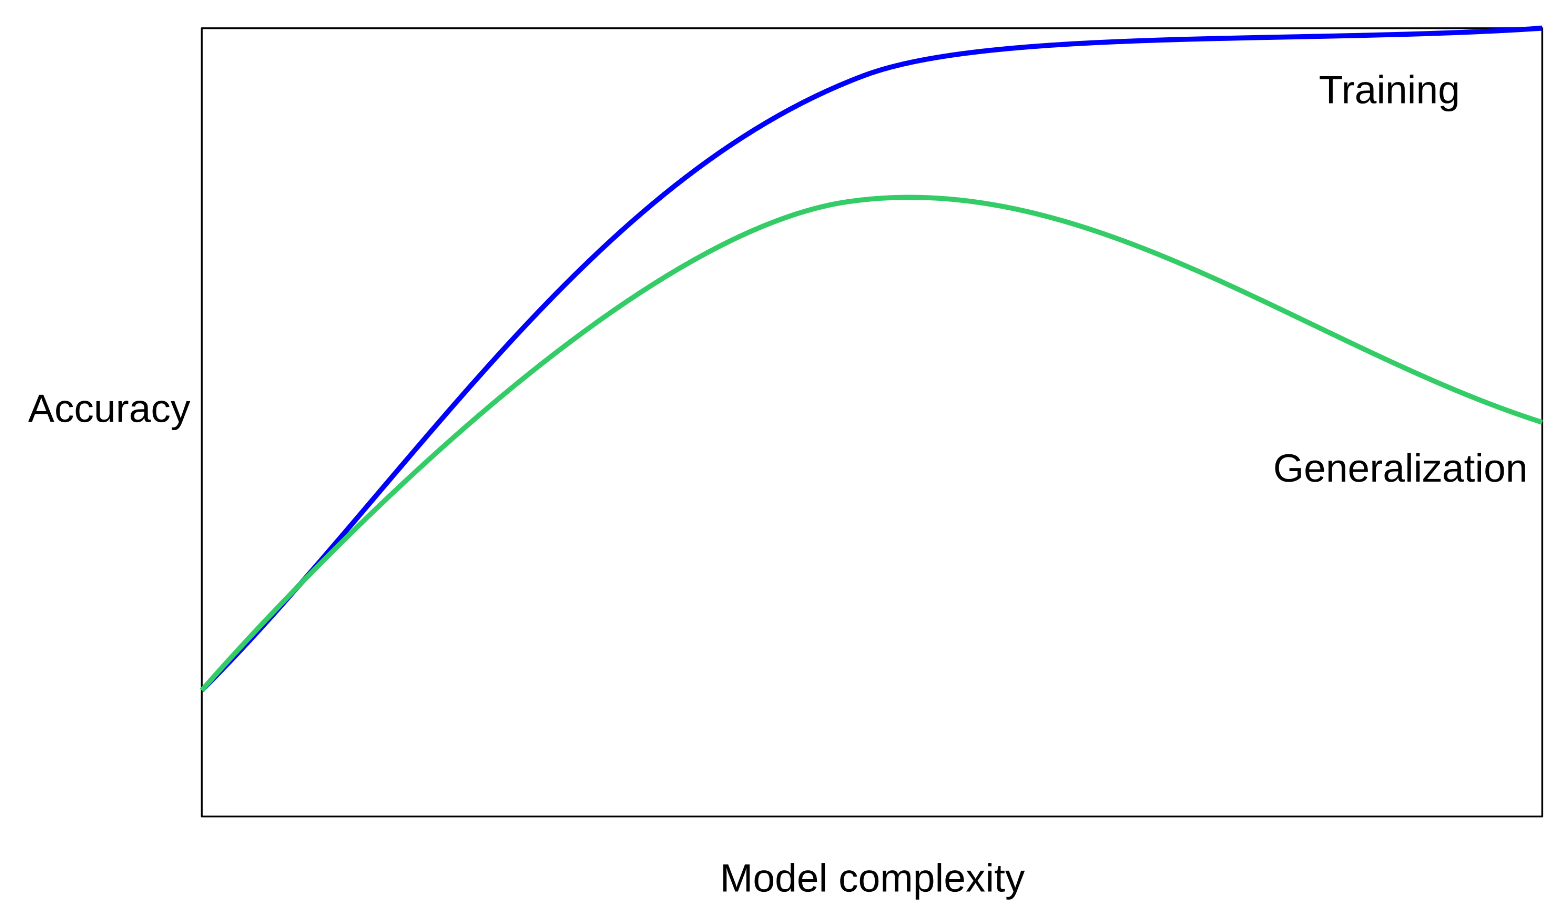 Training
Accuracy
Generalization
Model complexity